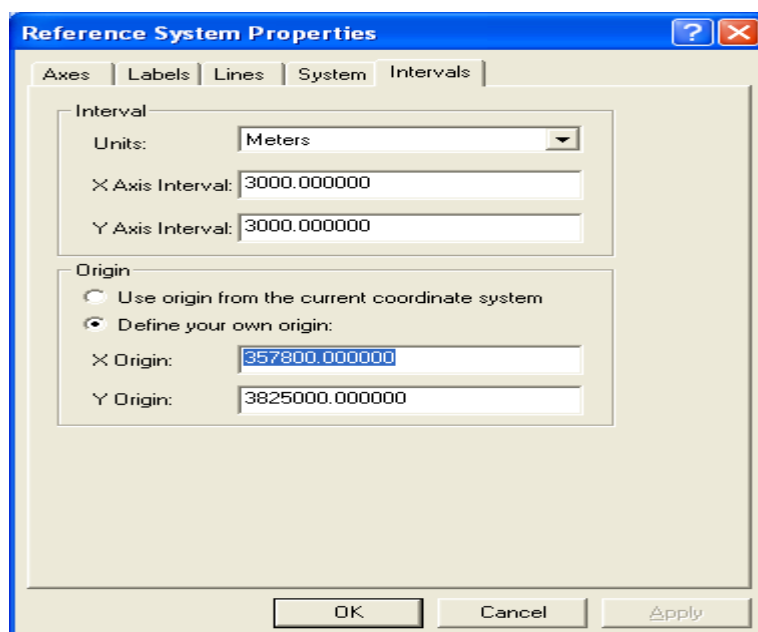 Reference System Properties
Axes Labels Lines System Intervals
Interval
Units: Meters
X Axis Interval: 3000.000000
Y Axis Interval: 3000.000000
Origin
Use origin from the current coordinate system
Define your own origin:
X Origin: 357800.000000
Y Origin: 3825000.000000
OK Cancel Apply